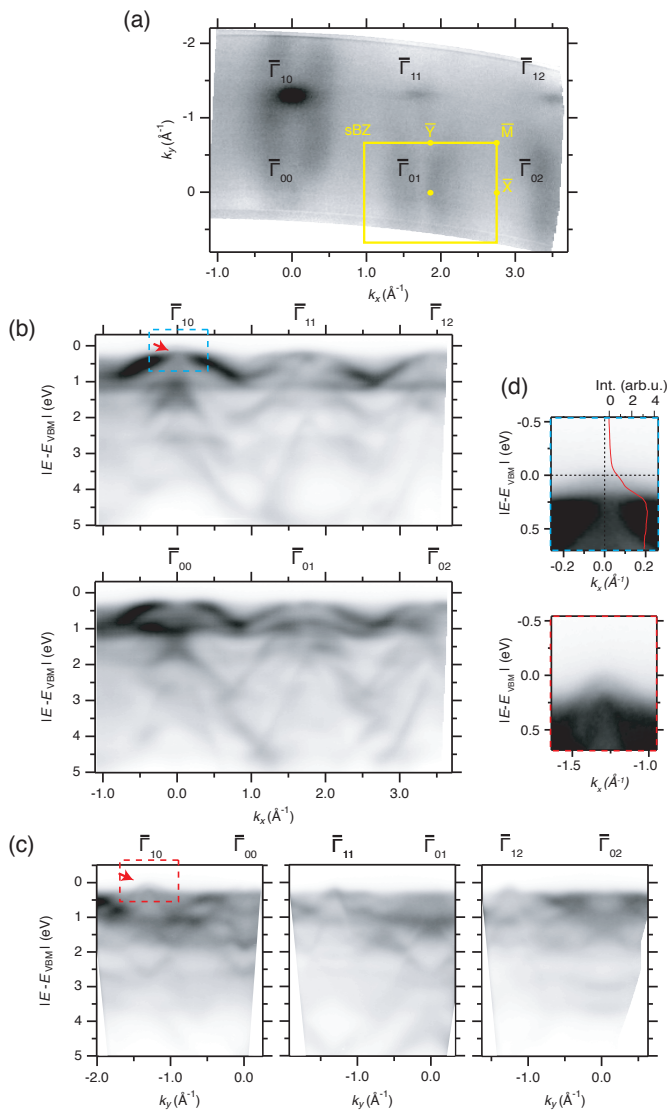 (a)
-2
-1
0
k_y (Å⁻¹)
Γ̅₁₀
Γ̅₁₁
Γ̅₁₂
sBZ
Y̅
M̅
Γ̅₀₀
Γ̅₀₁
X̅
Γ̅₀₂
-1.0
0.0
1.0
2.0
3.0
k_x (Å⁻¹)
(b)
Γ̅₁₀
Γ̅₁₁
Γ̅₁₂
0
1
2
3
4
5
|E-E_VBM| (eV)
Γ̅₀₀
Γ̅₀₁
Γ̅₀₂
0
1
2
3
4
5
|E-E_VBM| (eV)
-1.0
0.0
1.0
2.0
3.0
k_x (Å⁻¹)
(d)
Int. (arb.u.)
0
2
4
-0.5
0.0
0.5
|E-E_VBM| (eV)
-0.2
0.0
0.2
k_x (Å⁻¹)
-0.5
0.0
0.5
|E-E_VBM| (eV)
-1.5
-1.0
k_x (Å⁻¹)
(c)
Γ̅₁₀
Γ̅₀₀
Γ̅₁₁
Γ̅₀₁
Γ̅₁₂
Γ̅₀₂
0
1
2
3
4
5
|E-E_VBM| (eV)
-2.0
-1.0
0.0
k_y (Å⁻¹)
-1.0
0.0
k_y (Å⁻¹)
-1.0
0.0
k_y (Å⁻¹)